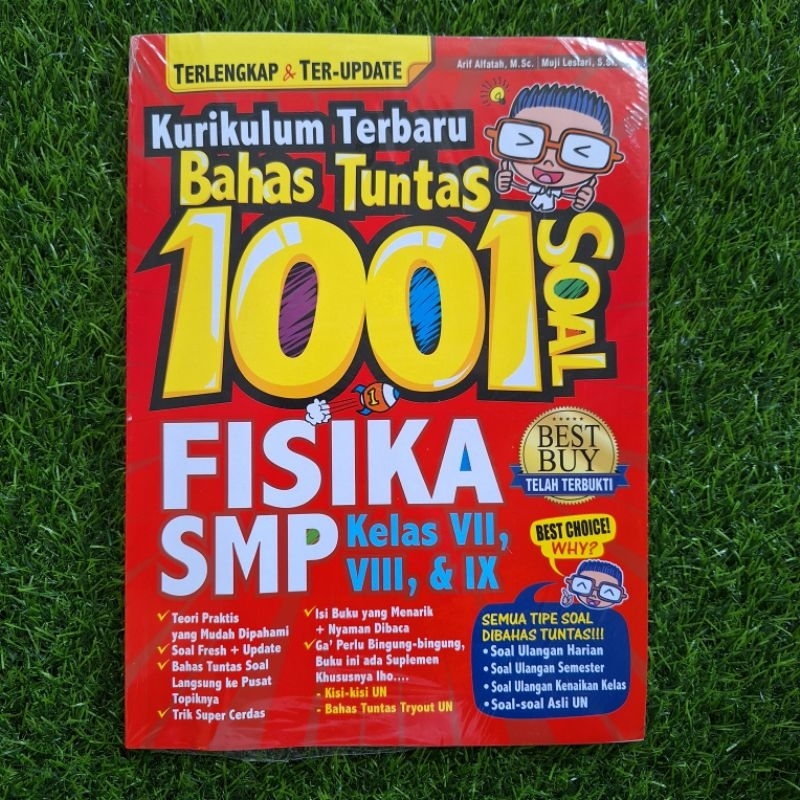 TERLENGKAP & TER-UPDATE
Arif Alfatah, M.Sc. | Muji Lestari, S.Si.
Kurikulum Terbaru
Bahas Tuntas
1001
SOAL
1
FISIKA
SMP
Kelas VII,
VIII, & IX
BEST
BUY
TELAH TERBUKTI
BEST CHOICE!
WHY?
Teori Praktis
yang Mudah Dipahami
Soal Fresh + Update
Bahas Tuntas Soal
Langsung ke Pusat
Topiknya
Trik Super Cerdas
Isi Buku yang Menarik
+ Nyaman Dibaca
Ga' Perlu Bingung-bingung,
Buku ini ada Suplemen
Khususnya lho....
- Kisi-kisi UN
- Bahas Tuntas Tryout UN
SEMUA TIPE SOAL
DIBAHAS TUNTAS!!!
• Soal Ulangan Harian
• Soal Ulangan Semester
• Soal Ulangan Kenaikan Kelas
• Soal-soal Asli UN